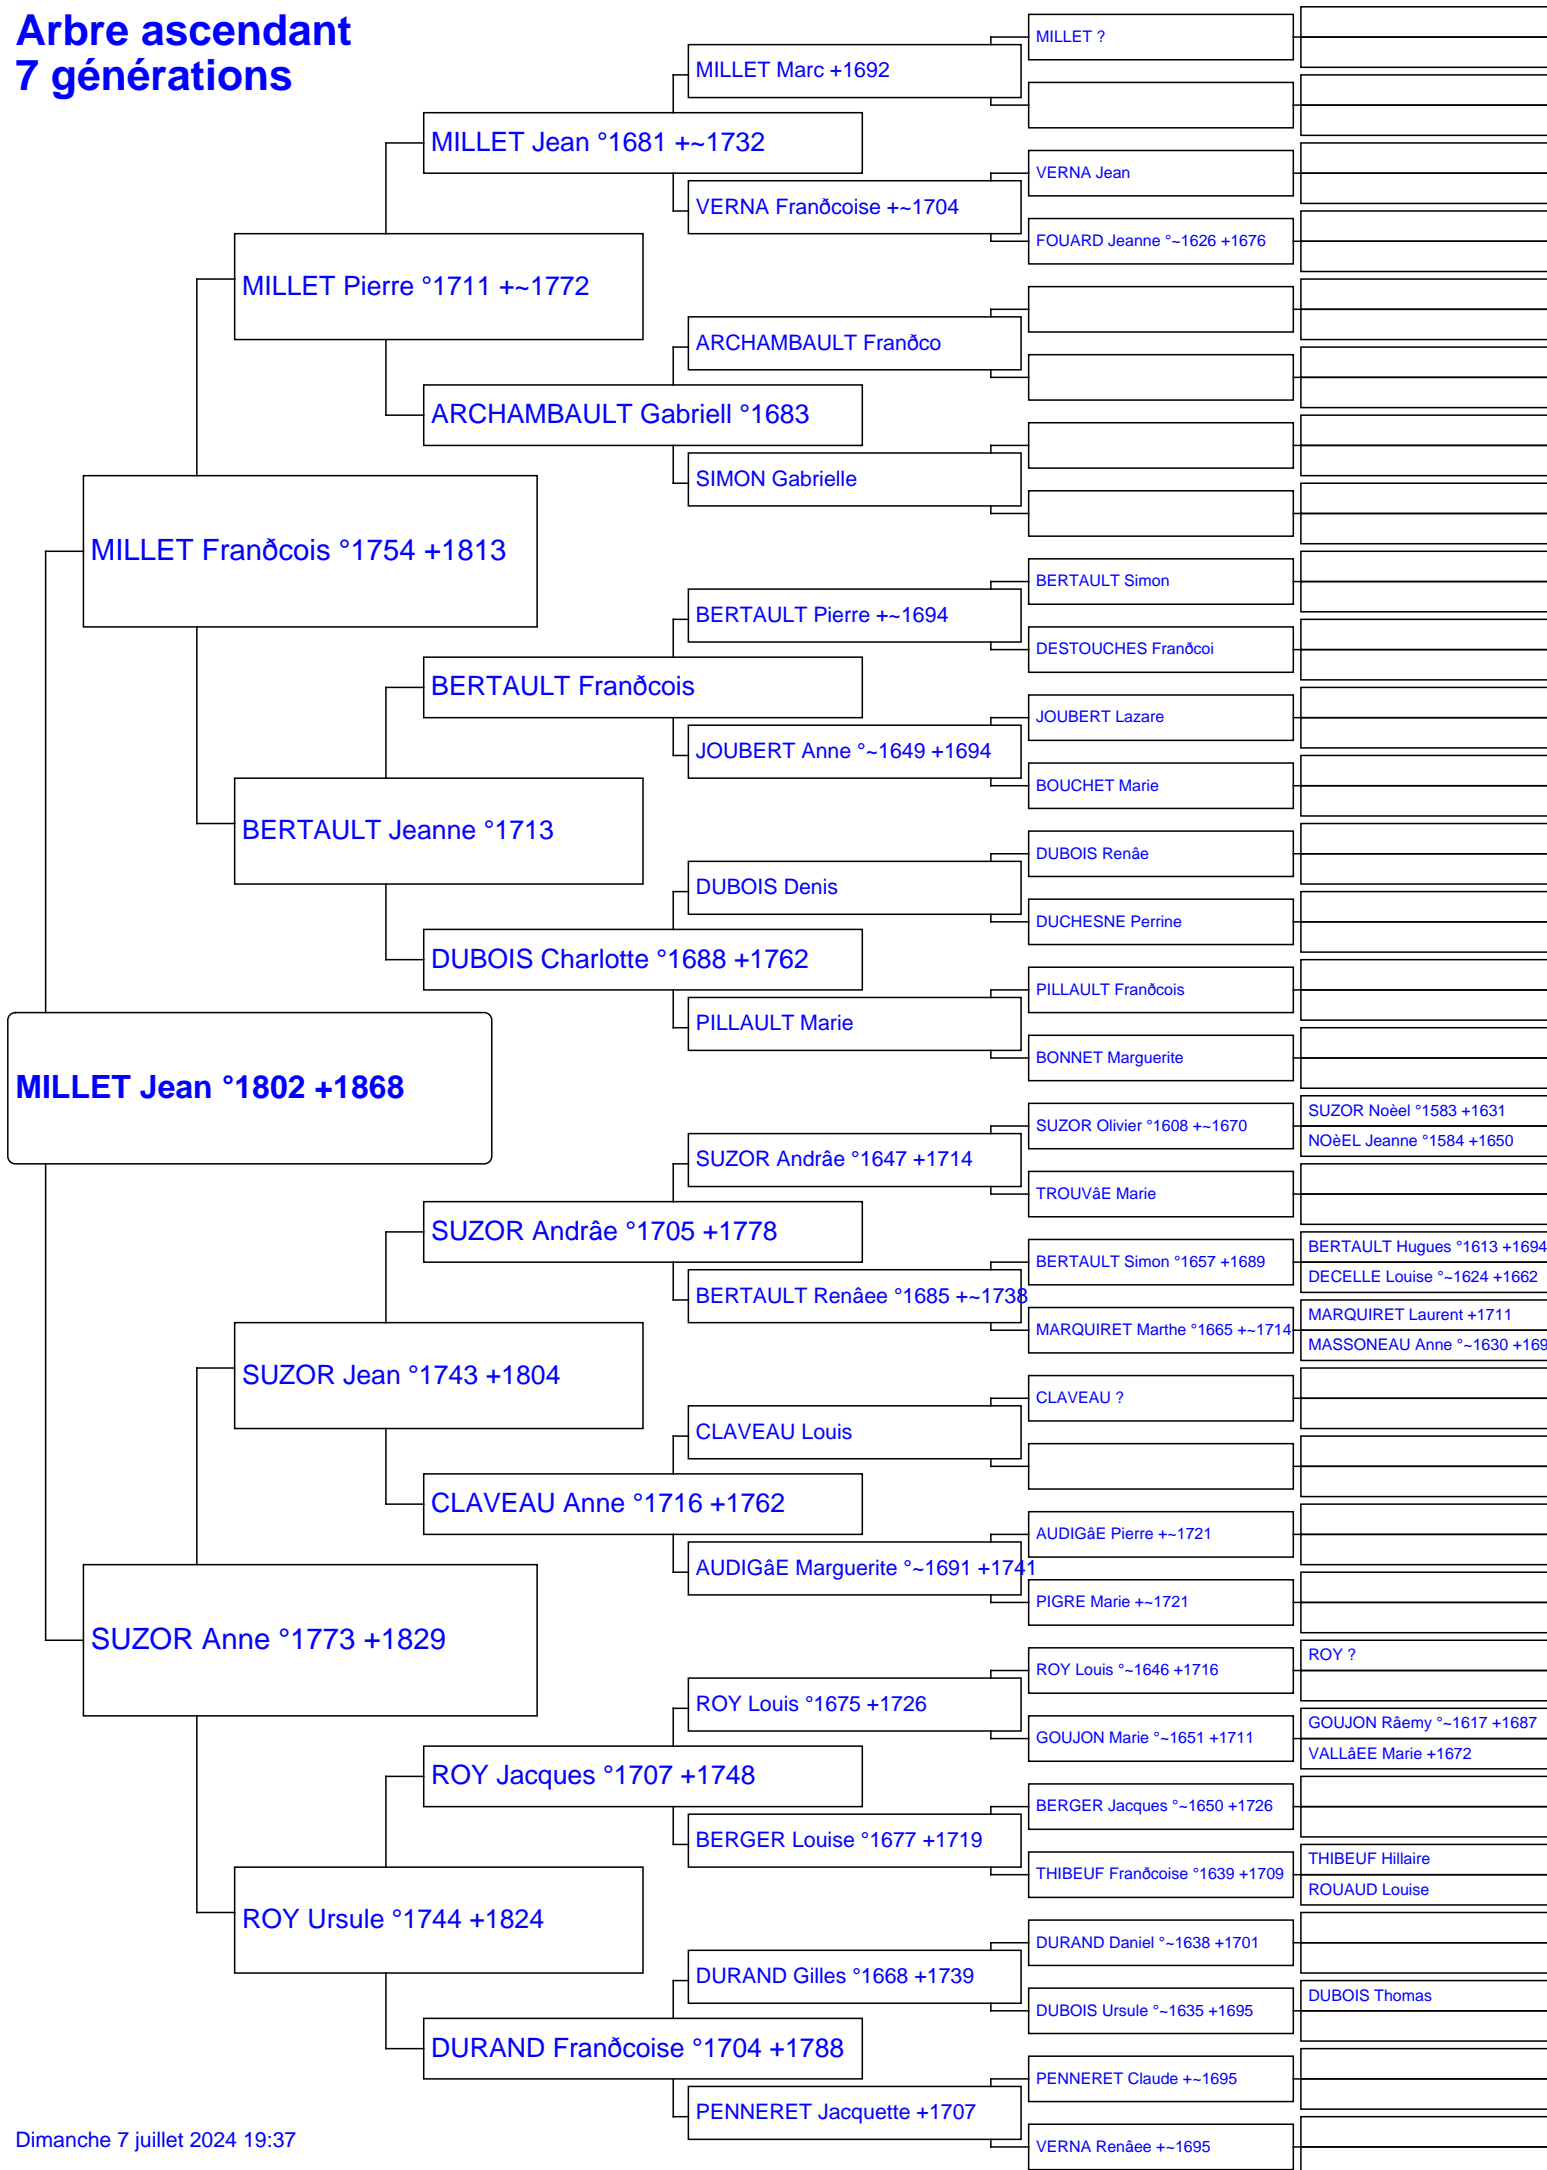 Arbre ascendant
7 générations
MILLET ?
MILLET Marc +1692
MILLET Jean °1681 +~1732
VERNA Jean
VERNA Franðcoise +~1704
FOUARD Jeanne °~1626 +1676
MILLET Pierre °1711 +~1772
ARCHAMBAULT Franðco
ARCHAMBAULT Gabriell °1683
SIMON Gabrielle
MILLET Franðcois °1754 +1813
BERTAULT Simon
BERTAULT Pierre +~1694
DESTOUCHES Franðcoi
BERTAULT Franðcois
JOUBERT Lazare
JOUBERT Anne °~1649 +1694
BOUCHET Marie
BERTAULT Jeanne °1713
DUBOIS Renâe
DUBOIS Denis
DUCHESNE Perrine
DUBOIS Charlotte °1688 +1762
PILLAULT Franðcois
PILLAULT Marie
BONNET Marguerite
MILLET Jean °1802 +1868
SUZOR Noèel °1583 +1631
SUZOR Olivier °1608 +~1670
NOèEL Jeanne °1584 +1650
SUZOR Andrâe °1647 +1714
TROUVâE Marie
SUZOR Andrâe °1705 +1778
BERTAULT Hugues °1613 +1694
BERTAULT Simon °1657 +1689
DECELLE Louise °~1624 +1662
BERTAULT Renâee °1685 +~1738
MARQUIRET Laurent +1711
MARQUIRET Marthe °1665 +~1714
MASSONEAU Anne °~1630 +169
SUZOR Jean °1743 +1804
CLAVEAU ?
CLAVEAU Louis
CLAVEAU Anne °1716 +1762
AUDIGâE Pierre +~1721
AUDIGâE Marguerite °~1691 +1741
PIGRE Marie +~1721
SUZOR Anne °1773 +1829
ROY ?
ROY Louis °~1646 +1716
ROY Louis °1675 +1726
GOUJON Râemy °~1617 +1687
GOUJON Marie °~1651 +1711
VALLâEE Marie +1672
ROY Jacques °1707 +1748
BERGER Jacques °~1650 +1726
BERGER Louise °1677 +1719
THIBEUF Hillaire
THIBEUF Franðcoise °1639 +1709
ROUAUD Louise
ROY Ursule °1744 +1824
DURAND Daniel °~1638 +1701
DURAND Gilles °1668 +1739
DUBOIS Thomas
DUBOIS Ursule °~1635 +1695
DURAND Franðcoise °1704 +1788
PENNERET Claude +~1695
PENNERET Jacquette +1707
VERNA Renâee +~1695
Dimanche 7 juillet 2024 19:37